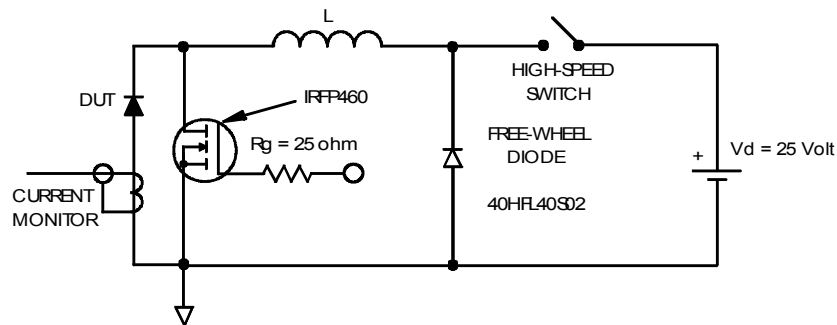 L
HIGH-SPEED
SWITCH
DUT
IRFP460
Rg = 25 ohm
FREE-WHEEL
DIODE
40HFL40S02
+
Vd = 25 Volt
CURRENT
MONITOR